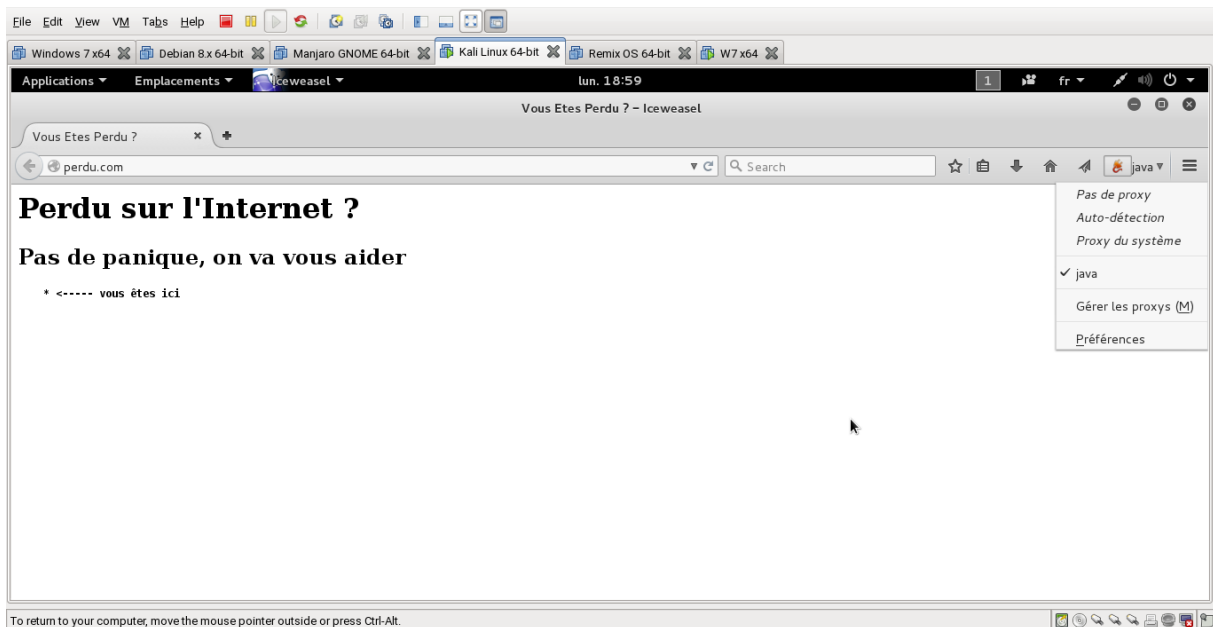 File Edit View VM Tabs Help
Windows 7 x64 Debian 8.x 64-bit Manjaro GNOME 64-bit Kali Linux 64-bit Remix OS 64-bit W7 x64
Applications Emplacements Iceweasel lun. 18:59 1 fr
Vous Etes Perdu ? - Iceweasel
Vous Etes Perdu ?
perdu.com Search java
Perdu sur l'Internet ?
Pas de panique, on va vous aider
* <----- vous êtes ici
Pas de proxy
Auto-détection
Proxy du système
java
Gérer les proxys (M)
Préférences
To return to your computer, move the mouse pointer outside or press Ctrl-Alt.